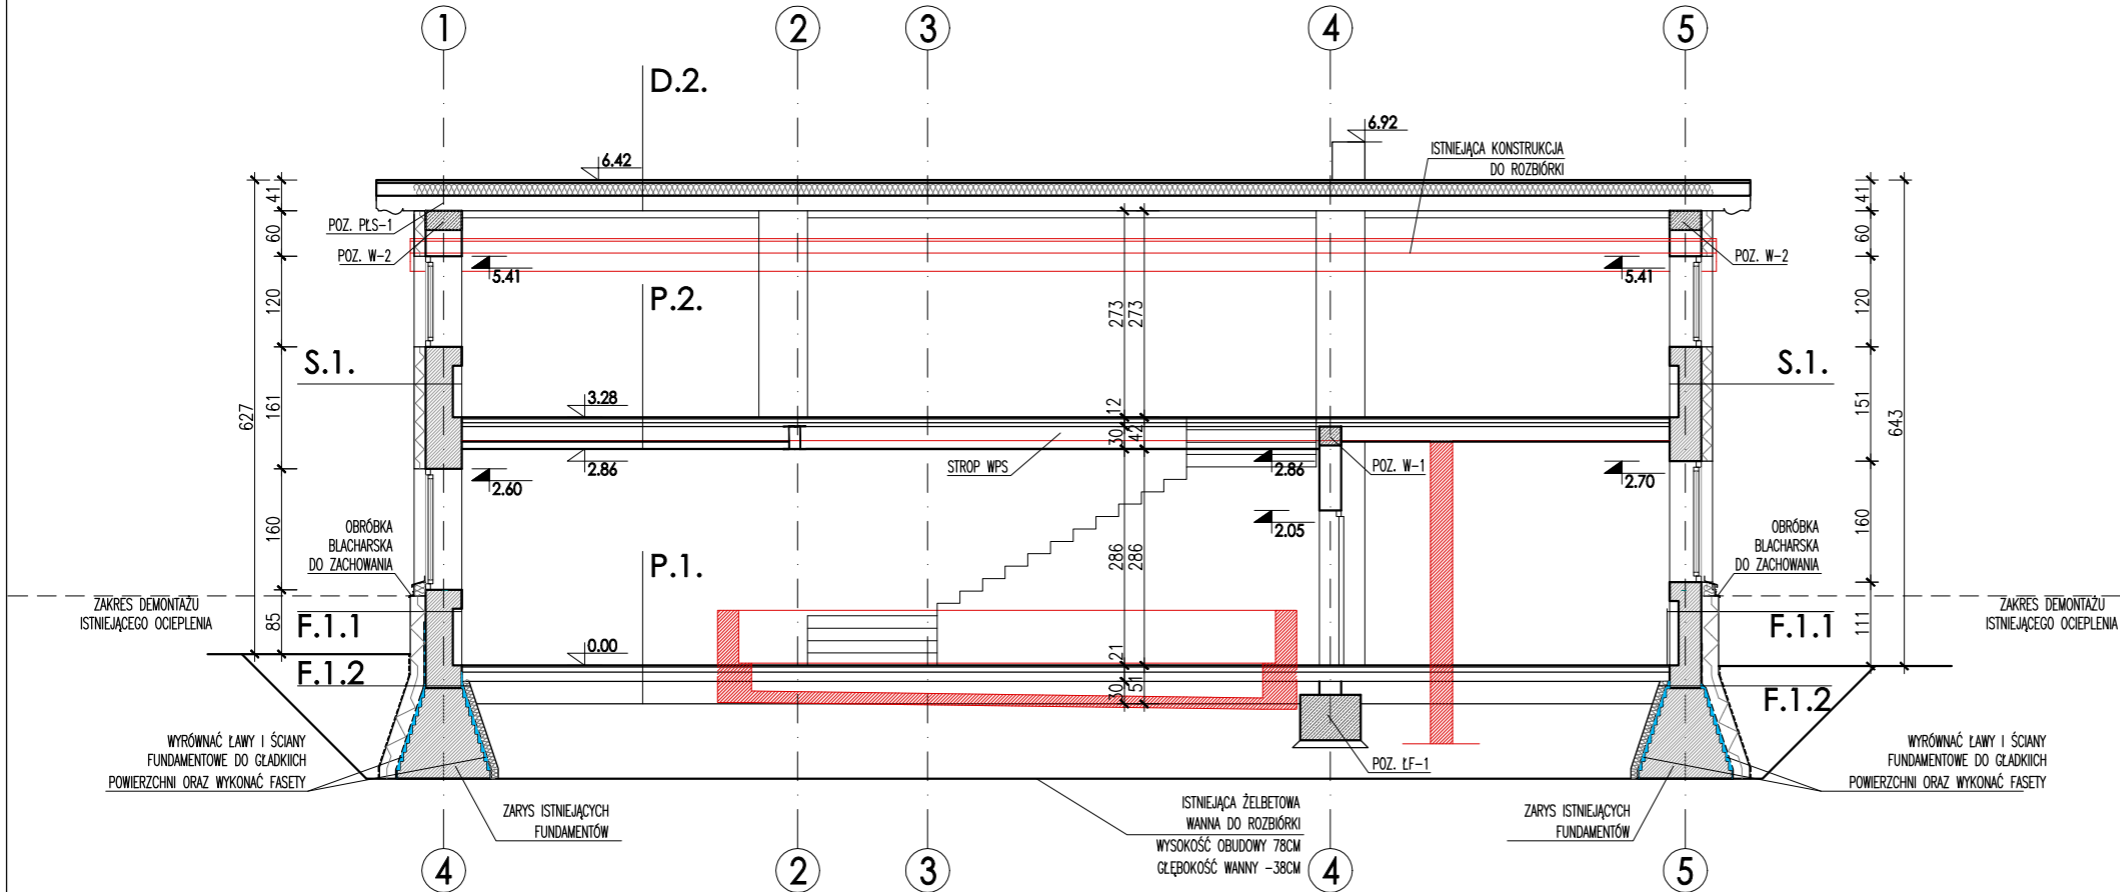 1
2
3
4
5
D.2.
6.92
6.42
ISTNIEJĄCA KONSTRUKCJA
DO ROZBIÓRKI
41
60
120
161
160
85
627
POZ. PŁS-1
POZ. W-2
5.41
P.2.
273
273
5.41
POZ. W-2
41
60
120
151
160
111
643
S.1.
S.1.
3.28
12
30
42
STROP WPS
2.86
2.60
2.86
POZ. W-1
2.70
2.05
286
286
OBRÓBKA
BLACHARSKA
DO ZACHOWANIA
OBRÓBKA
BLACHARSKA
DO ZACHOWANIA
P.1.
ZAKRES DEMONTAŻU
ISTNIEJĄCEGO OCIEPLENIA
ZAKRES DEMONTAŻU
ISTNIEJĄCEGO OCIEPLENIA
F.1.1
F.1.1
0.00
21
30
51
F.1.2
F.1.2
WYRÓWNAĆ ŁAWY I ŚCIANY
FUNDAMENTOWE DO GŁADKIICH
POWIERZCHNI ORAZ WYKONAĆ FASETY
WYRÓWNAĆ ŁAWY I ŚCIANY
FUNDAMENTOWE DO GŁADKIICH
POWIERZCHNI ORAZ WYKONAĆ FASETY
POZ. ŁF-1
ZARYS ISTNIEJĄCYCH
FUNDAMENTÓW
ISTNIEJĄCA ŻELBETOWA
WANNA DO ROZBIÓRKI
WYSOKOŚĆ OBUDOWY 78CM
GŁĘBOKOŚĆ WANNY -38CM
ZARYS ISTNIEJĄCYCH
FUNDAMENTÓW
4
2
3
4
5